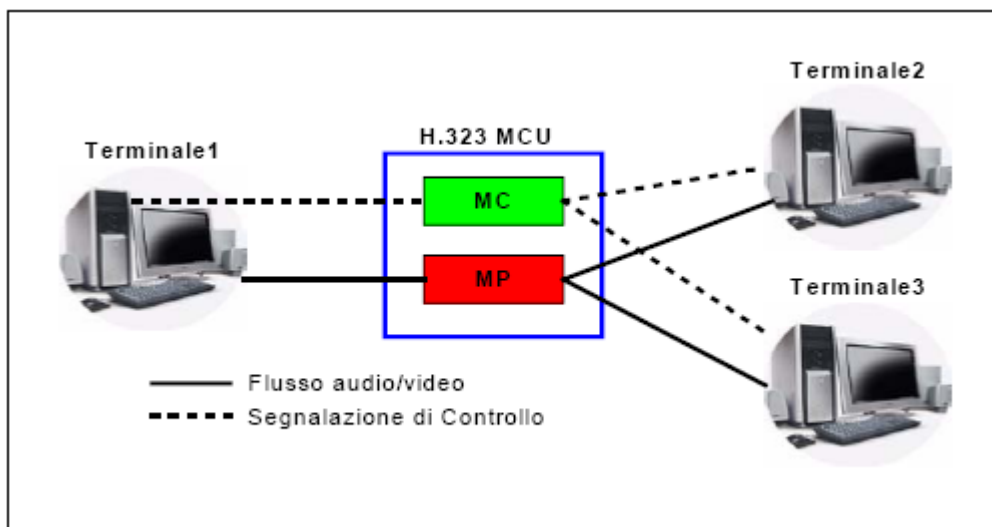 Terminale2
H.323 MCU
Terminale1
MC
MP
Terminale3
Flusso audio/video
Segnalazione di Controllo